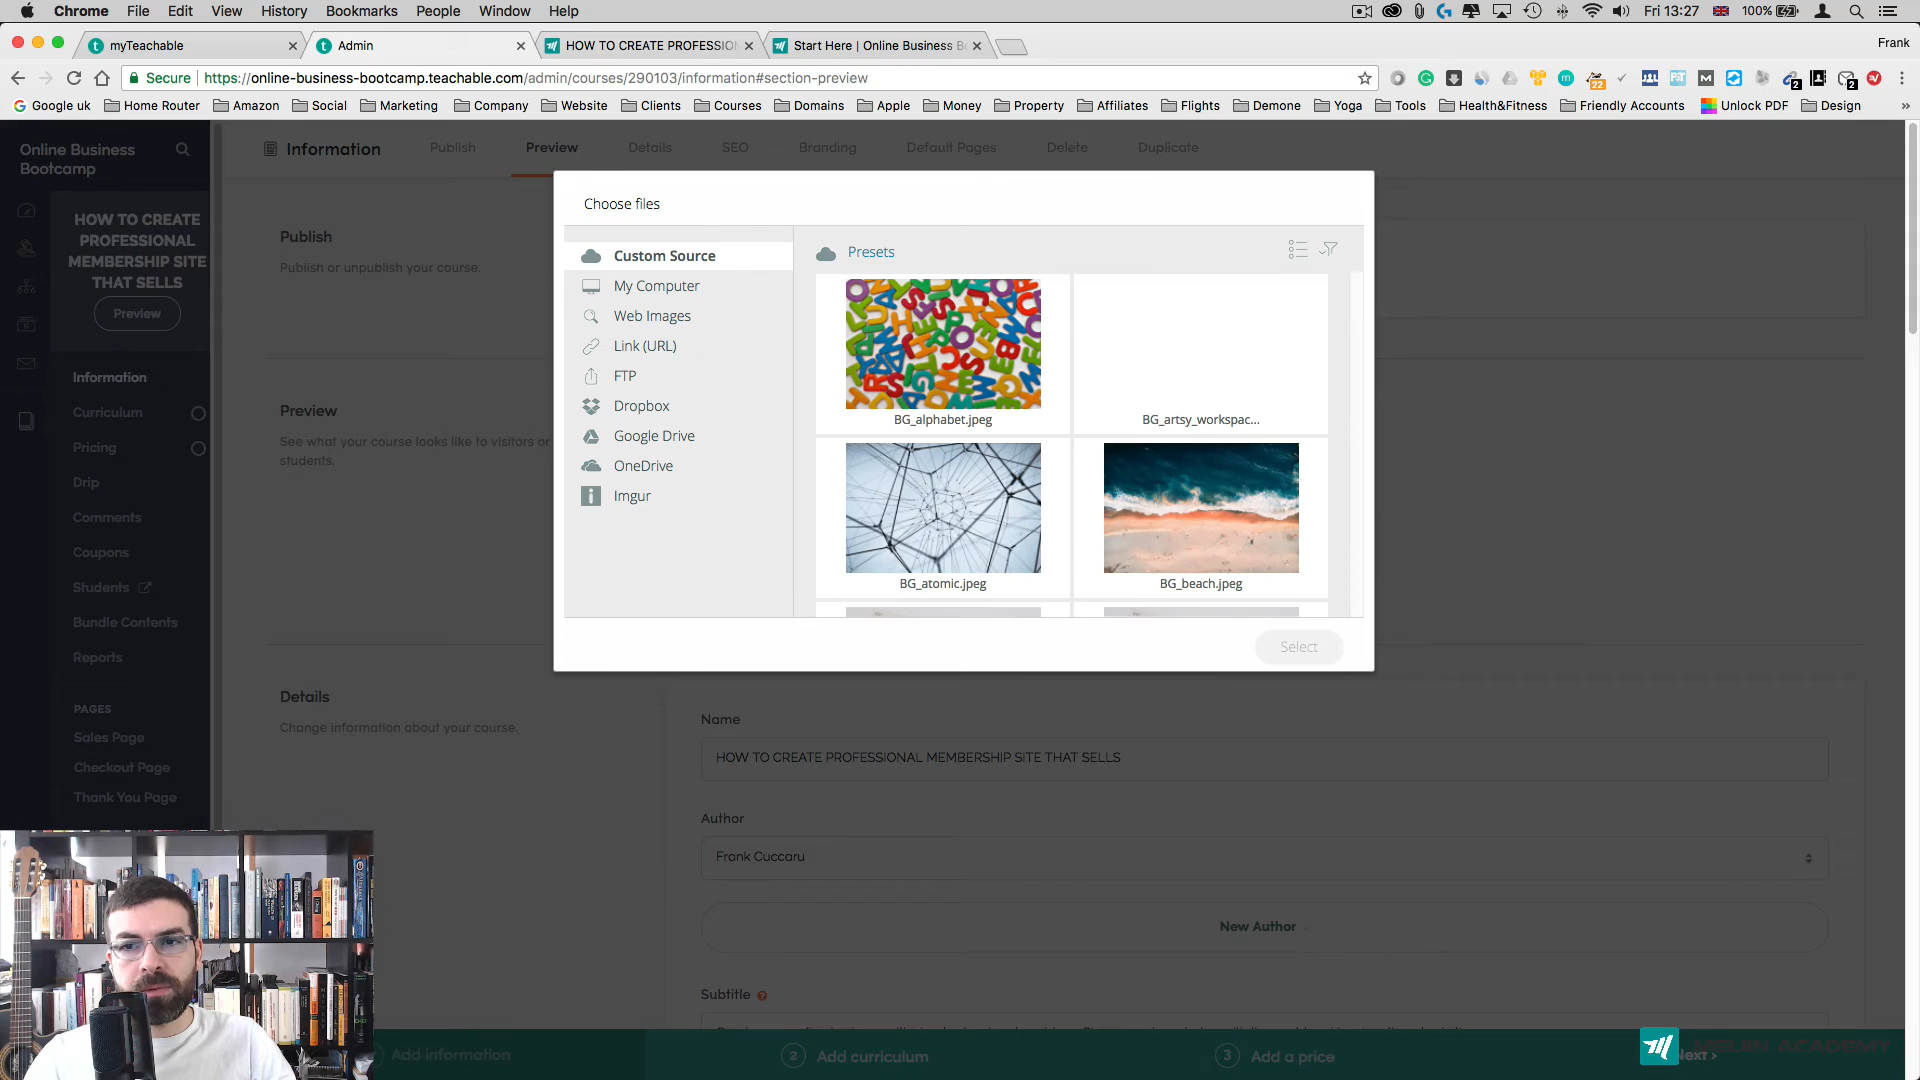 Chrome File Edit View History Bookmarks People Window Help Fri 13:27 100%
myTeachable Admin HOW TO CREATE PROFESSION Start Here | Online Business B Frank
Secure https://online-business-bootcamp.teachable.com/admin/courses/290103/information#section-preview
Google uk Home Router Amazon Social Marketing Company Website Clients Courses Domains Apple Money Property Affiliates Flights Demone Yoga Tools Health&Fitness Friendly Accounts Unlock PDF Design »
Online Business
Bootcamp
Information Publish Preview Details SEO Branding Default Pages Delete Duplicate
HOW TO CREATE
PROFESSIONAL
MEMBERSHIP SITE
THAT SELLS
Preview
Information
Curriculum
Pricing
Drip
Comments
Coupons
Students
Bundle Contents
Reports
PAGES
Sales Page
Checkout Page
Thank You Page
Publish
Publish or unpublish your course.
Preview
See what your course looks like to visitors or
students.
Details
Change information about your course.
Choose files
Custom Source
My Computer
Web Images
Link (URL)
FTP
Dropbox
Google Drive
OneDrive
Imgur
Presets
BG_alphabet.jpeg BG_artsy_workspac...
BG_atomic.jpeg BG_beach.jpeg
Select
Name
HOW TO CREATE PROFESSIONAL MEMBERSHIP SITE THAT SELLS
Author
Frank Cuccaru
New Author
Subtitle
Add information 2 Add curriculum 3 Add a price Next ›